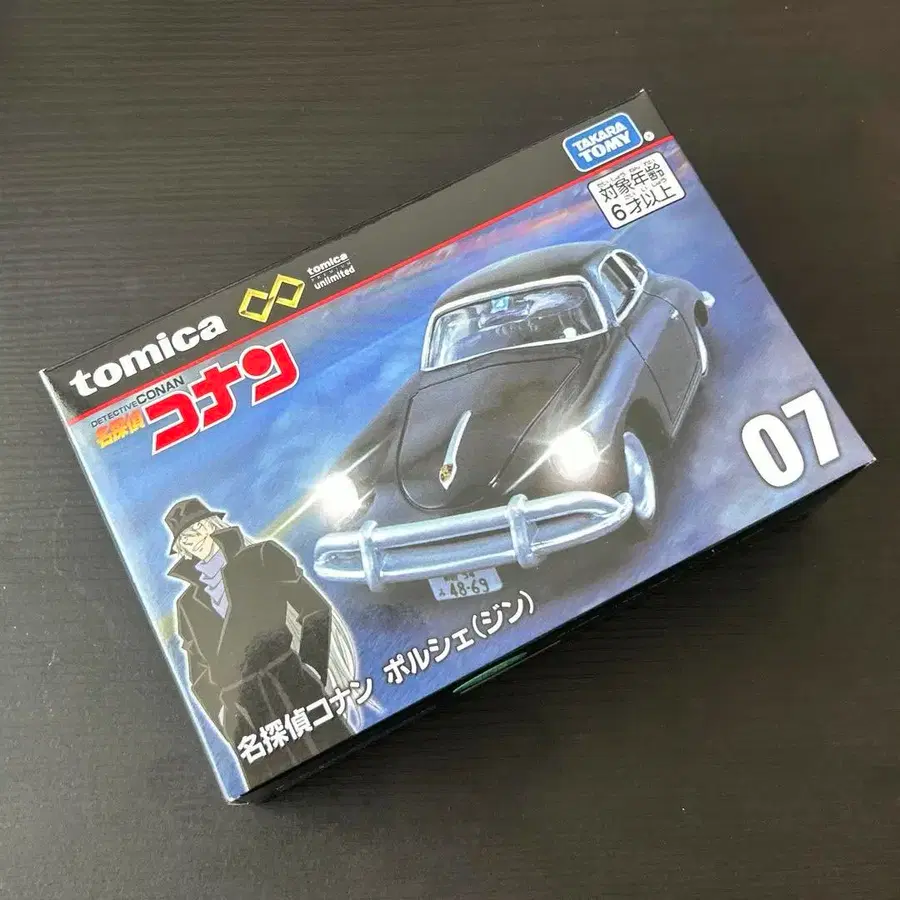 TAKARA
TOMY
対象年齢
6才以上
tomica
tomica
PREMIUM
unlimited
DETECTIVE CONAN
名探偵
コナン
07
48-69
名探偵コナン ポルシェ(ジン)